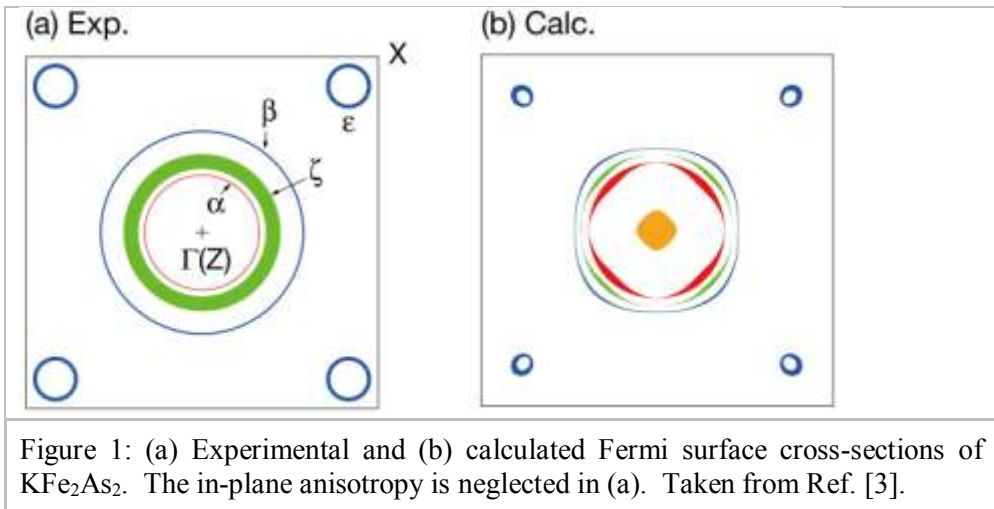 (a) Exp.
(b) Calc.
X
β
ε
ζ
α
Γ(Z)
Figure 1: (a) Experimental and (b) calculated Fermi surface cross-sections of
KFe₂As₂. The in-plane anisotropy is neglected in (a). Taken from Ref. [3].